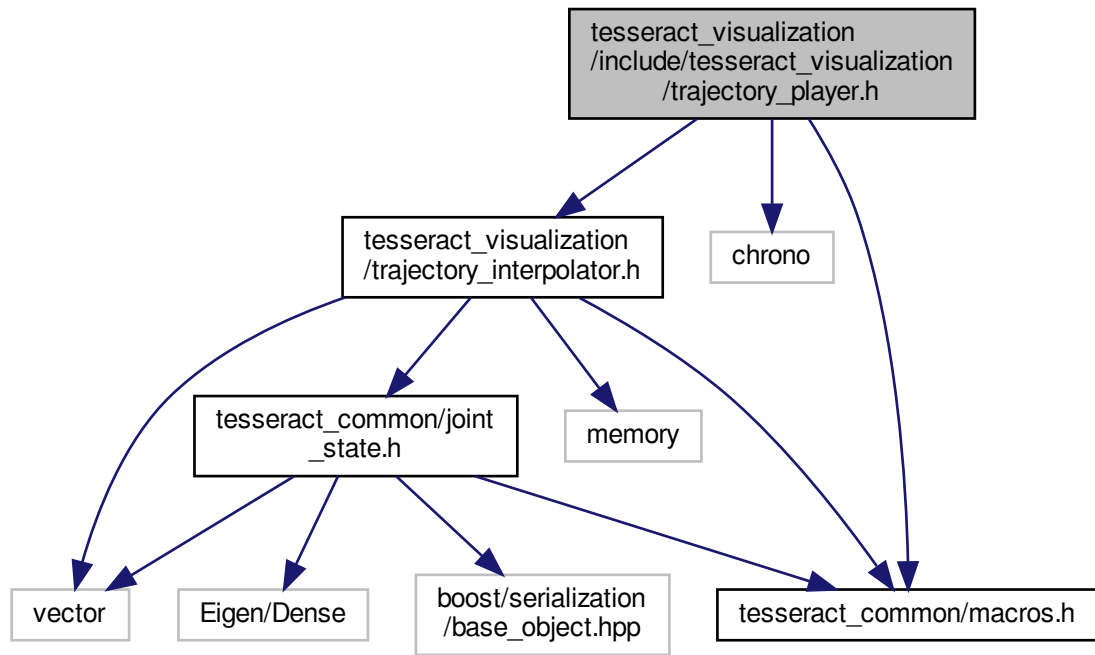 tesseract_visualization
/include/tesseract_visualization
/trajectory_player.h
tesseract_visualization
/trajectory_interpolator.h
chrono
tesseract_common/joint
_state.h
memory
vector
Eigen/Dense
boost/serialization
/base_object.hpp
tesseract_common/macros.h